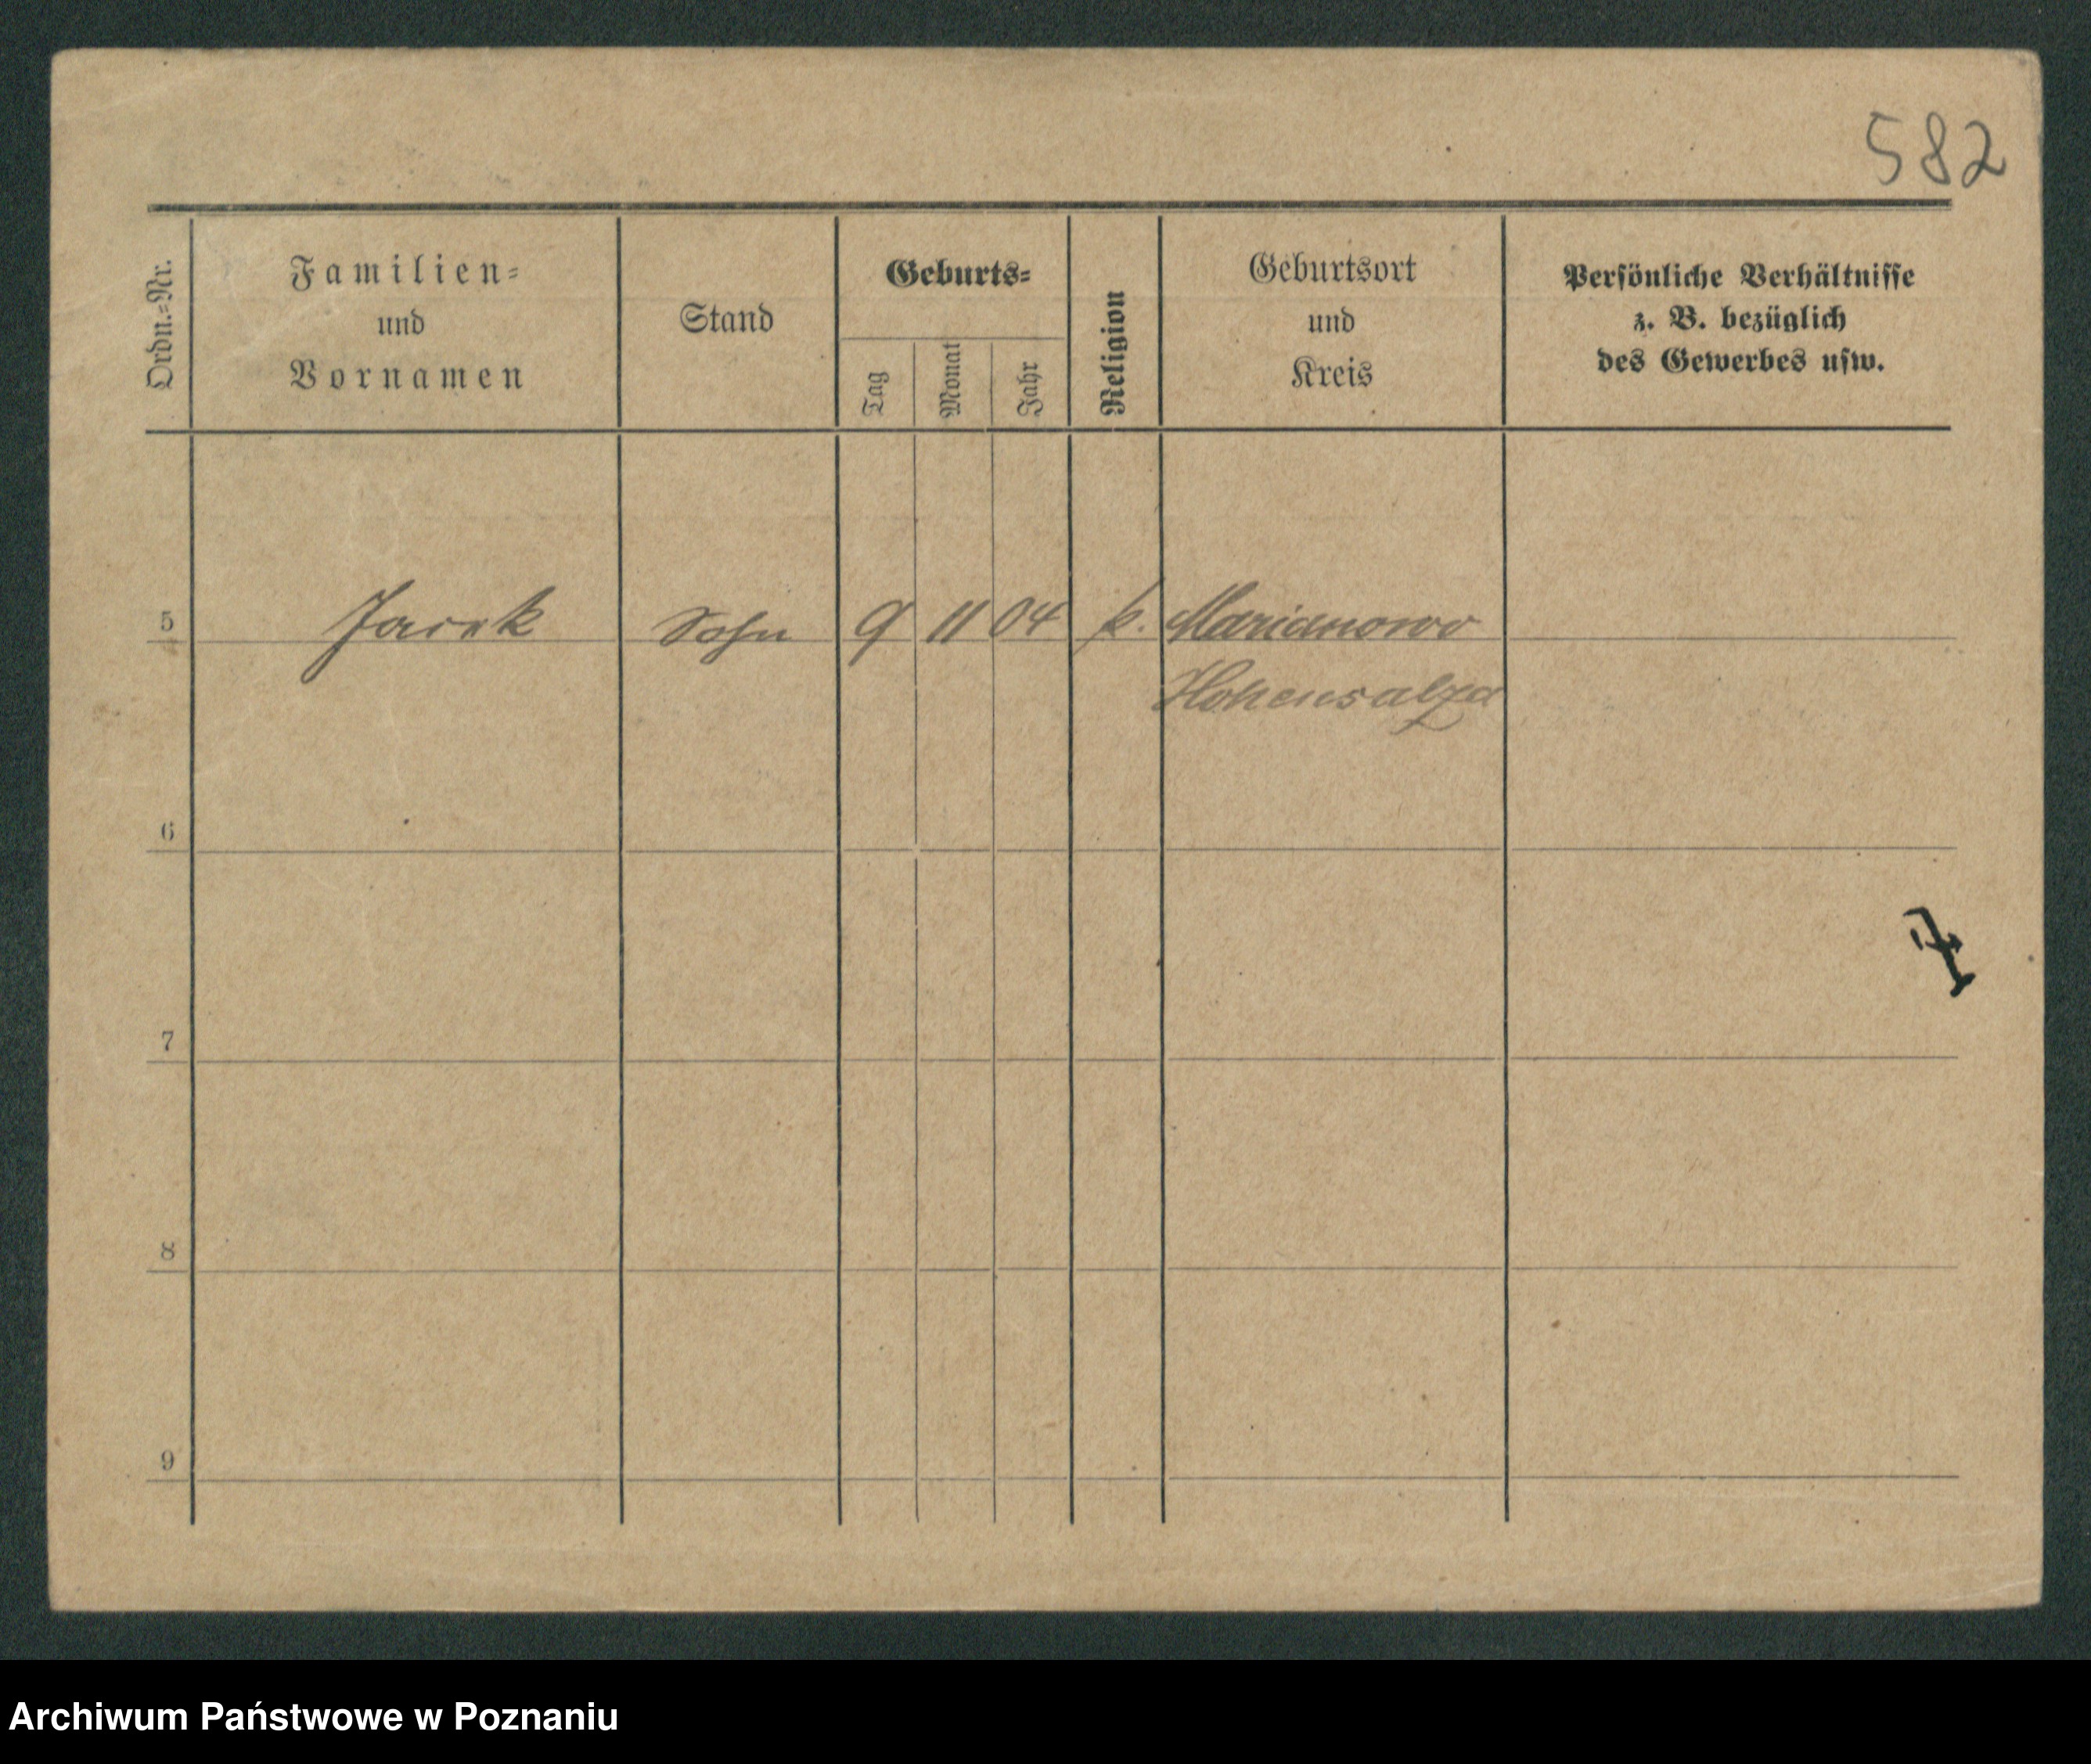 582
Ordn.-Nr.
Familien-
und
Vornamen
Stand
Geburts-
Tag
Monat
Jahr
Religion
Geburtsort
und
Kreis
Persönliche Verhältnisse
z. B. bezüglich
des Gewerbes usw.
5 Jacek Sohn 9 11 04 k. Marianowo
Hohensalza
6
7
8
9
Archiwum Państwowe w Poznaniu